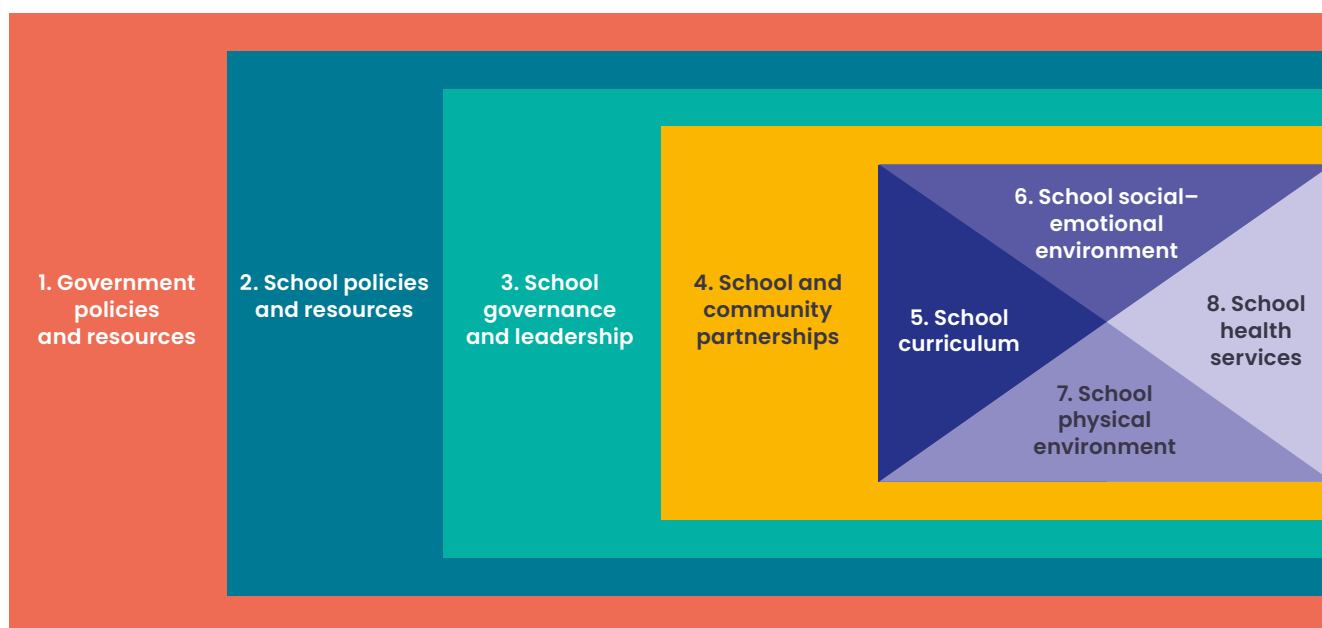 1. Government
policies
and resources
2. School policies
and resources
3. School
governance
and leadership
4. School and
community
partnerships
5. School
curriculum
6. School social–
emotional
environment
7. School
physical
environment
8. School
health
services